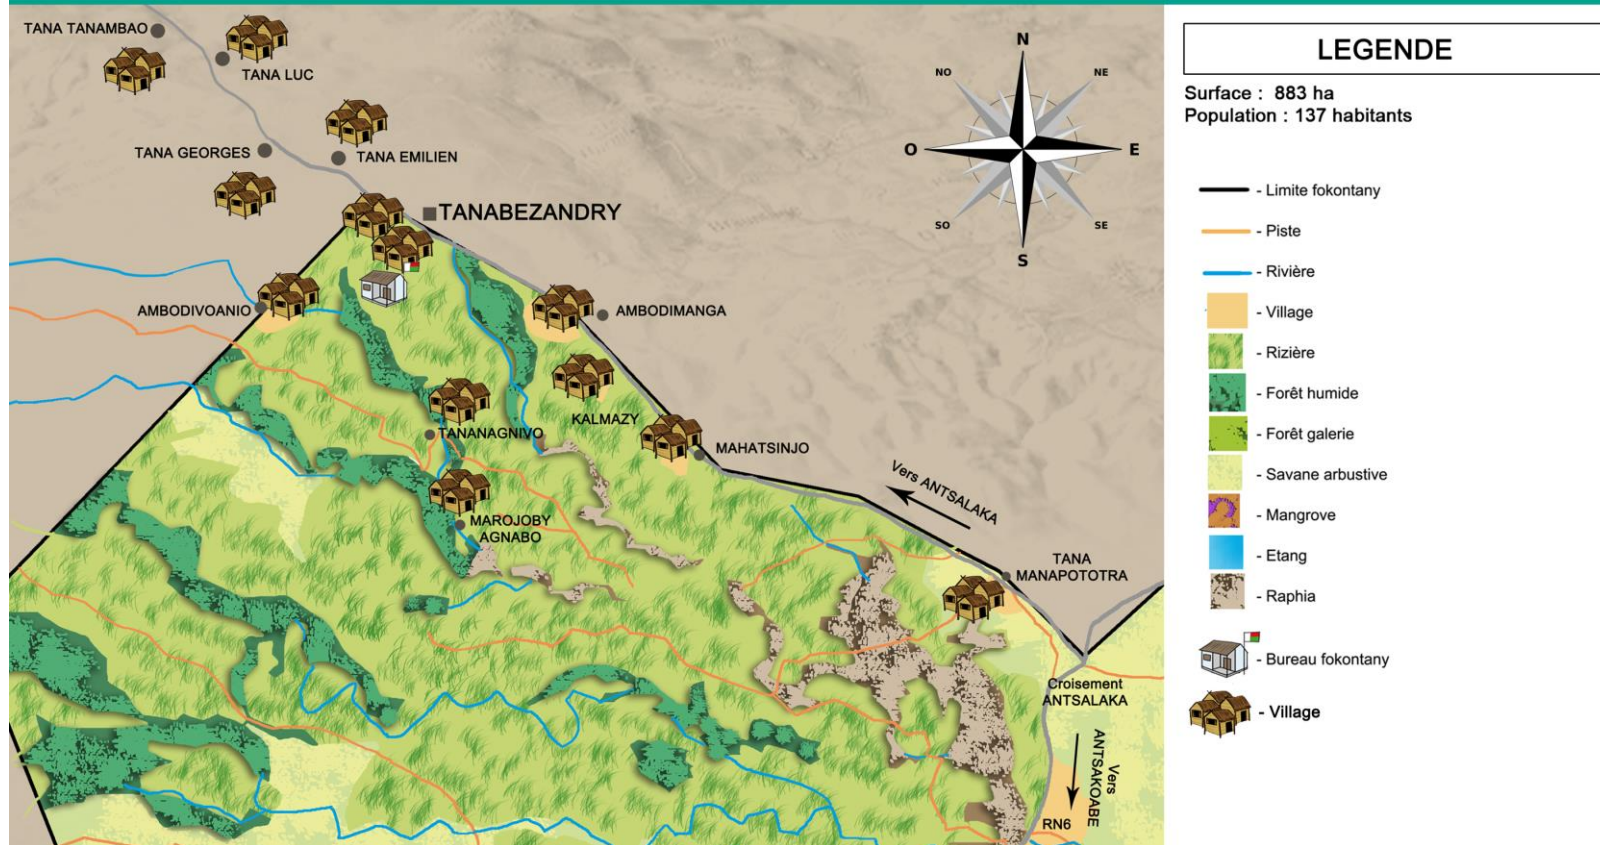 TANA TANAMBAO
TANA LUC
TANA GEORGES
TANA EMILIEN
TANABEZANDRY
AMBODIVOANIO
AMBODIMANGA
KALMAZY
TANANAGNIVO
MAHATSINJO
MAROJOBY
AGNABO
Vers ANTSALAKA
TANA
MANAPOTOTRA
Croisement
ANTSALAKA
Vers
ANTSAKOABE
RN6
N
NE
E
SE
S
SO
O
NO
LEGENDE
Surface : 883 ha
Population : 137 habitants
- Limite fokontany
- Piste
- Rivière
- Village
- Rizière
- Forêt humide
- Forêt galerie
- Savane arbustive
- Mangrove
- Etang
- Raphia
- Bureau fokontany
- Village